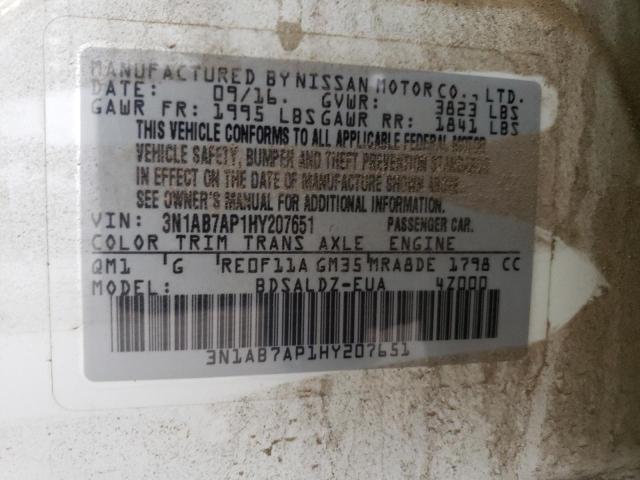 MANUFACTURED BY NISSAN MOTOR CO., LTD.
DATE: 09/16. GVWR: 3823 LBS
GAWR FR: 1995 LBS GAWR RR: 1841 LBS
THIS VEHICLE CONFORMS TO ALL APPLICABLE FEDERAL MOTOR
VEHICLE SAFETY, BUMPER AND THEFT PREVENTION STANDARDS
IN EFFECT ON THE DATE OF MANUFACTURE SHOWN ABOVE.
SEE OWNER'S MANUAL FOR ADDITIONAL INFORMATION
VIN: 3N1AB7AP1HY207651 PASSENGER CAR.
COLOR TRIM TRANS AXLE ENGINE
QM1 G RE0F11A GM35 MRA8DE 1798 CC
MODEL: BDSALDZ-EUA 4Z000
3N1AB7AP1HY207651